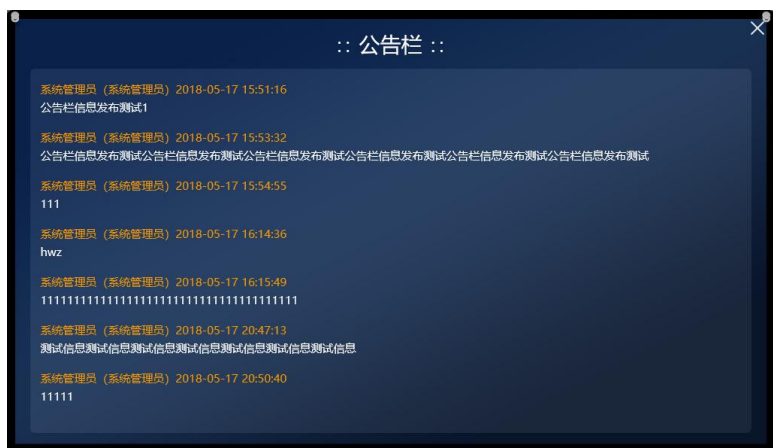 :: 公告栏 ::
系统管理员 (系统管理员) 2018-05-17 15:51:16
公告栏信息发布测试1
系统管理员 (系统管理员) 2018-05-17 15:53:32
公告栏信息发布测试公告栏信息发布测试公告栏信息发布测试公告栏信息发布测试公告栏信息发布测试公告栏信息发布测试
系统管理员 (系统管理员) 2018-05-17 15:54:55
111
系统管理员 (系统管理员) 2018-05-17 16:14:36
hwz
系统管理员 (系统管理员) 2018-05-17 16:15:49
1111111111111111111111111111111111111
系统管理员 (系统管理员) 2018-05-17 20:47:13
测试信息测试信息测试信息测试信息测试信息测试信息测试信息
系统管理员 (系统管理员) 2018-05-17 20:50:40
11111